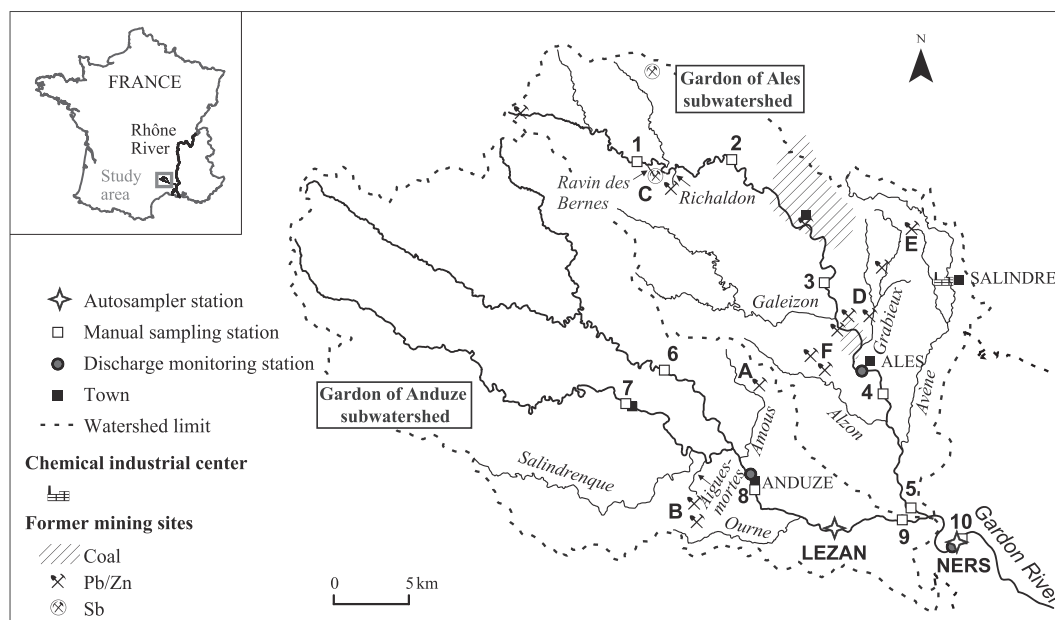 FRANCE
Rhône
River
Study
area
Autosampler station
Manual sampling station
Discharge monitoring station
Town
Watershed limit
Chemical industrial center
Former mining sites
Coal
Pb/Zn
Sb
0 5 km
N
Gardon of Ales
subwatershed
1
2
C
Ravin des
Bernes
Richaldon
E
SALINDRE
3
D
Galeizon
Grabieux
F
ALES
4
Avène
Alzon
6
A
7
Gardon of Anduze
subwatershed
Amous
Salindrenque
Aigues-
mortes
ANDUZE
8
B
Ourne
LEZAN
5
9
10
NERS
Gardon River